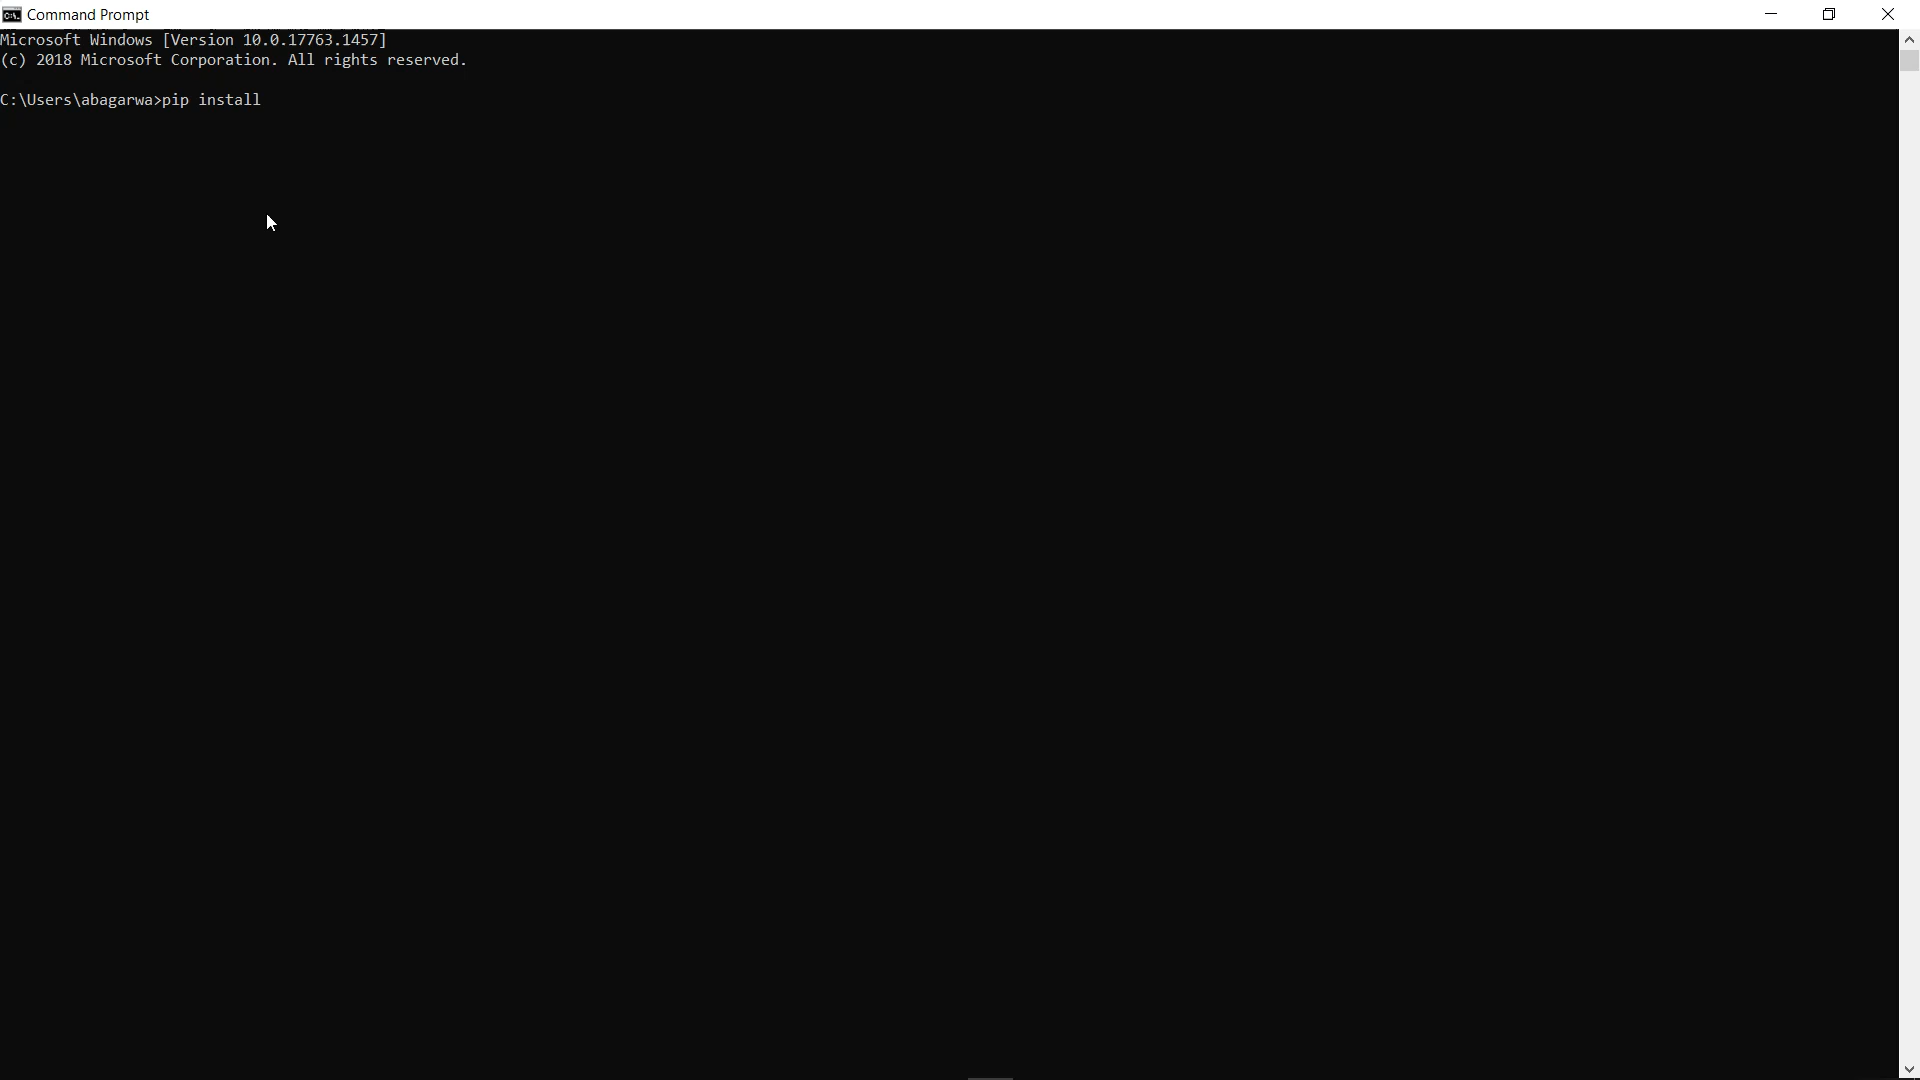 Command Prompt
Microsoft Windows [Version 10.0.17763.1457]
(c) 2018 Microsoft Corporation. All rights reserved.
C:\Users\abagarwa>pip install